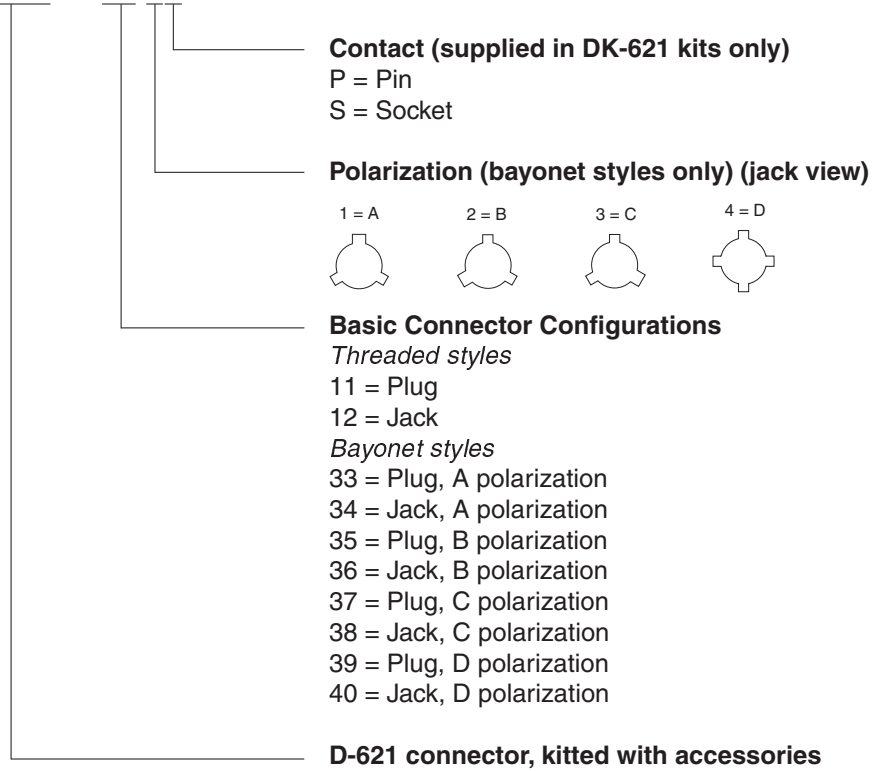 Contact (supplied in DK-621 kits only)
P = Pin
S = Socket
Polarization (bayonet styles only) (jack view)
1 = A 2 = B 3 = C 4 = D
Basic Connector Configurations
Threaded styles
11 = Plug
12 = Jack
Bayonet styles
33 = Plug, A polarization
34 = Jack, A polarization
35 = Plug, B polarization
36 = Jack, B polarization
37 = Plug, C polarization
38 = Jack, C polarization
39 = Plug, D polarization
40 = Jack, D polarization
D-621 connector, kitted with accessories